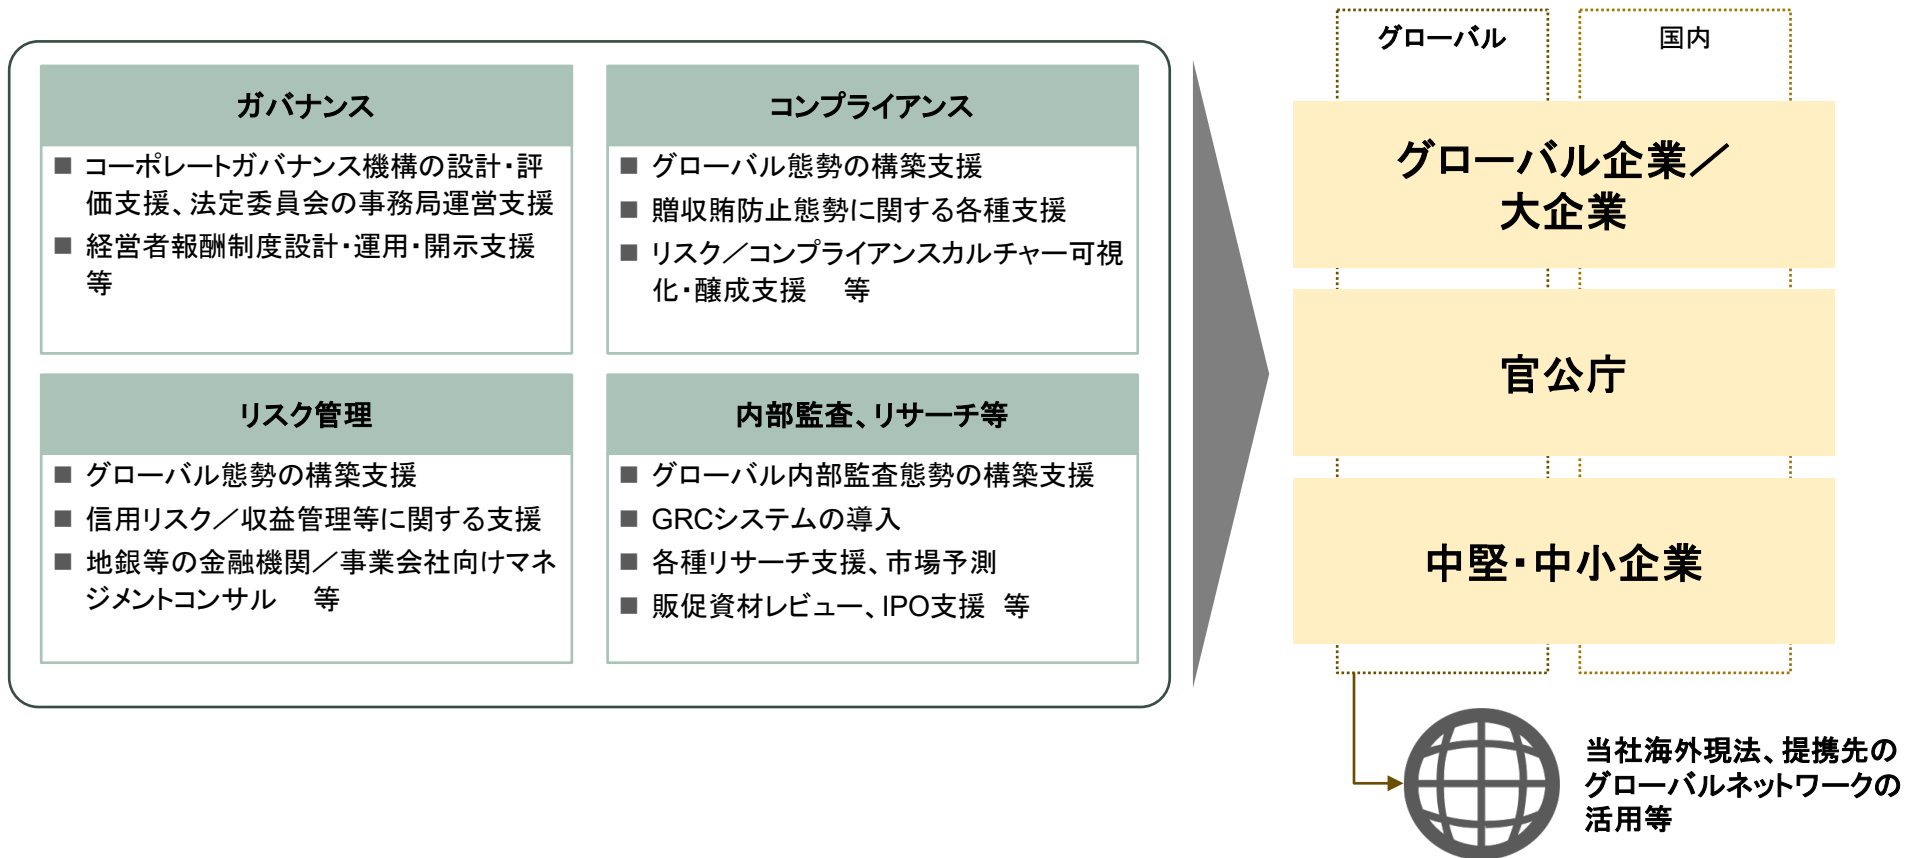 ガバナンス
■ コーポレートガバナンス機構の設計・評
価支援、法定委員会の事務局運営支援
■ 経営者報酬制度設計・運用・開示支援
等
コンプライアンス
■ グローバル態勢の構築支援
■ 贈収賄防止態勢に関する各種支援
■ リスク／コンプライアンスカルチャー可視
化・醸成支援　等
リスク管理
■ グローバル態勢の構築支援
■ 信用リスク／収益管理等に関する支援
■ 地銀等の金融機関／事業会社向けマネ
ジメントコンサル　等
内部監査、リサーチ等
■ グローバル内部監査態勢の構築支援
■ GRCシステムの導入
■ 各種リサーチ支援、市場予測
■ 販促資材レビュー、IPO支援 等
グローバル
国内
グローバル企業／
大企業
官公庁
中堅・中小企業
当社海外現法、提携先の
グローバルネットワークの
活用等